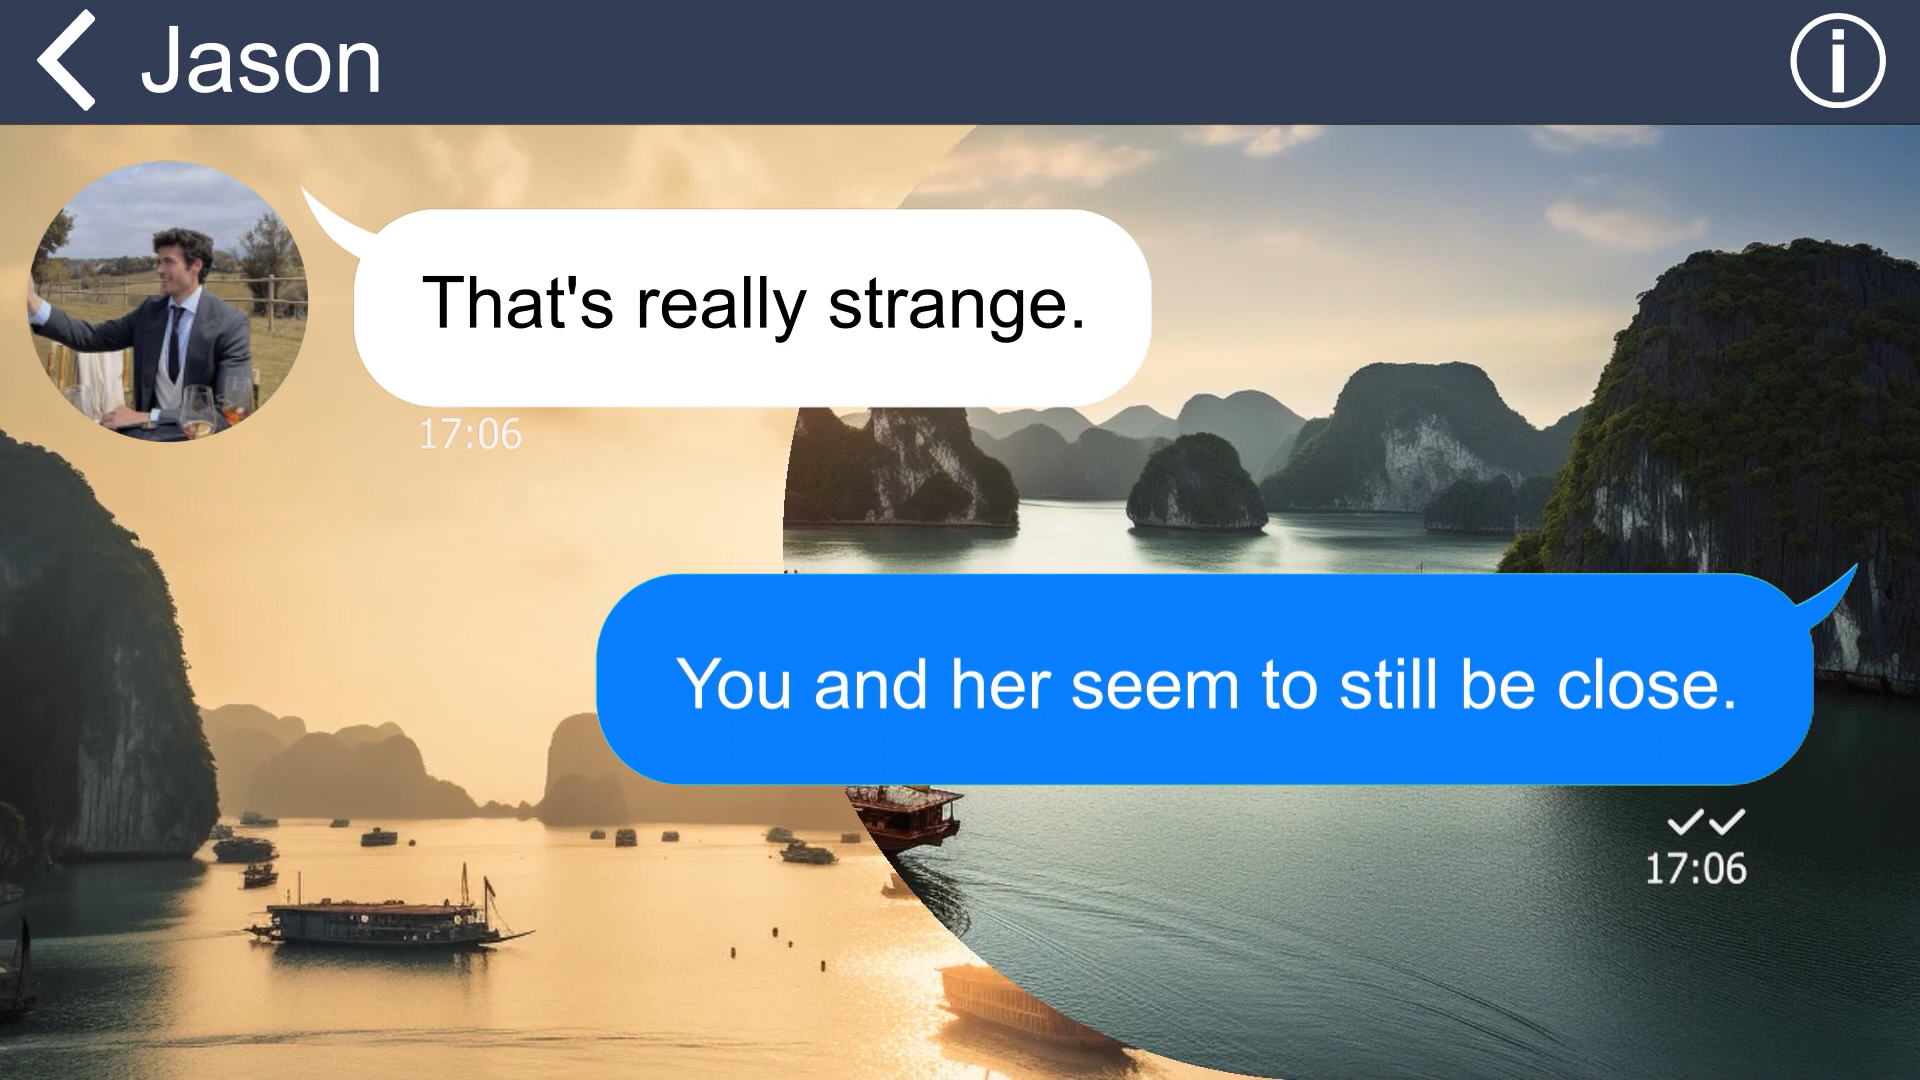 Jason
That's really strange.
17:06
You and her seem to still be close.
17:06